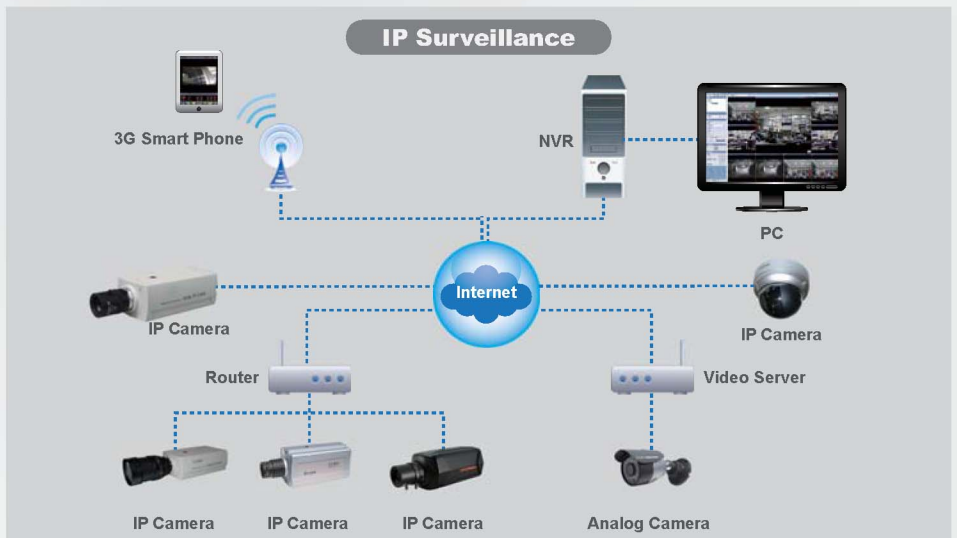 IP Surveillance
3G Smart Phone
NVR
PC
Internet
IP Camera
IP Camera
Router
Video Server
IP Camera
IP Camera
IP Camera
Analog Camera